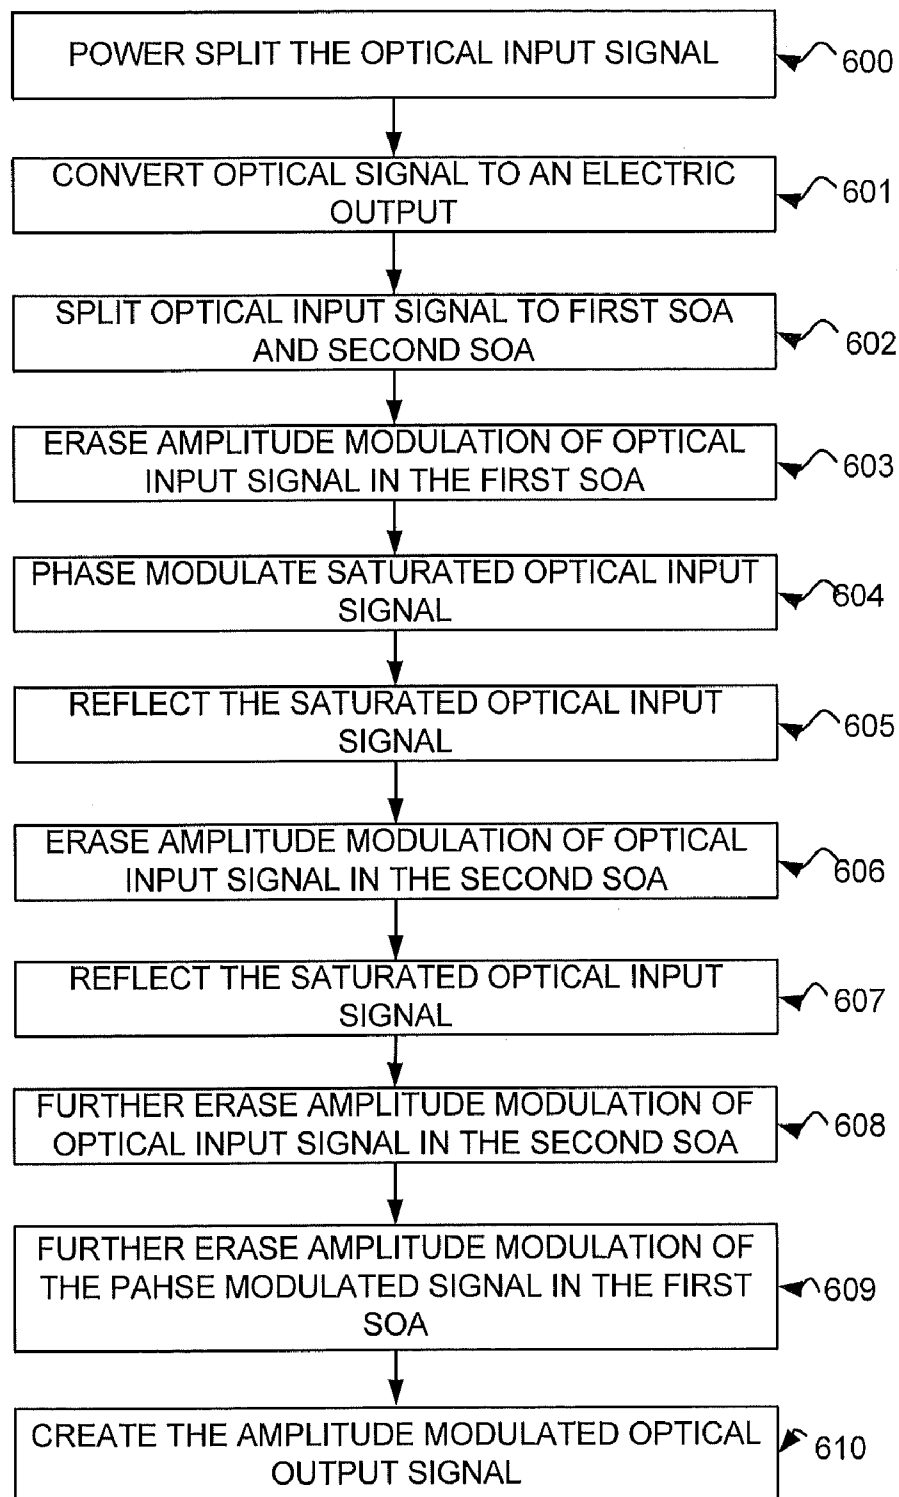 POWER SPLIT THE OPTICAL INPUT SIGNAL
600
CONVERT OPTICAL SIGNAL TO AN ELECTRIC
OUTPUT
601
SPLIT OPTICAL INPUT SIGNAL TO FIRST SOA
AND SECOND SOA
602
ERASE AMPLITUDE MODULATION OF OPTICAL
INPUT SIGNAL IN THE FIRST SOA
603
PHASE MODULATE SATURATED OPTICAL INPUT
SIGNAL
604
REFLECT THE SATURATED OPTICAL INPUT
SIGNAL
605
ERASE AMPLITUDE MODULATION OF OPTICAL
INPUT SIGNAL IN THE SECOND SOA
606
REFLECT THE SATURATED OPTICAL INPUT
SIGNAL
607
FURTHER ERASE AMPLITUDE MODULATION OF
OPTICAL INPUT SIGNAL IN THE SECOND SOA
608
FURTHER ERASE AMPLITUDE MODULATION OF
THE PAHSE MODULATED SIGNAL IN THE FIRST
SOA
609
CREATE THE AMPLITUDE MODULATED OPTICAL
OUTPUT SIGNAL
610